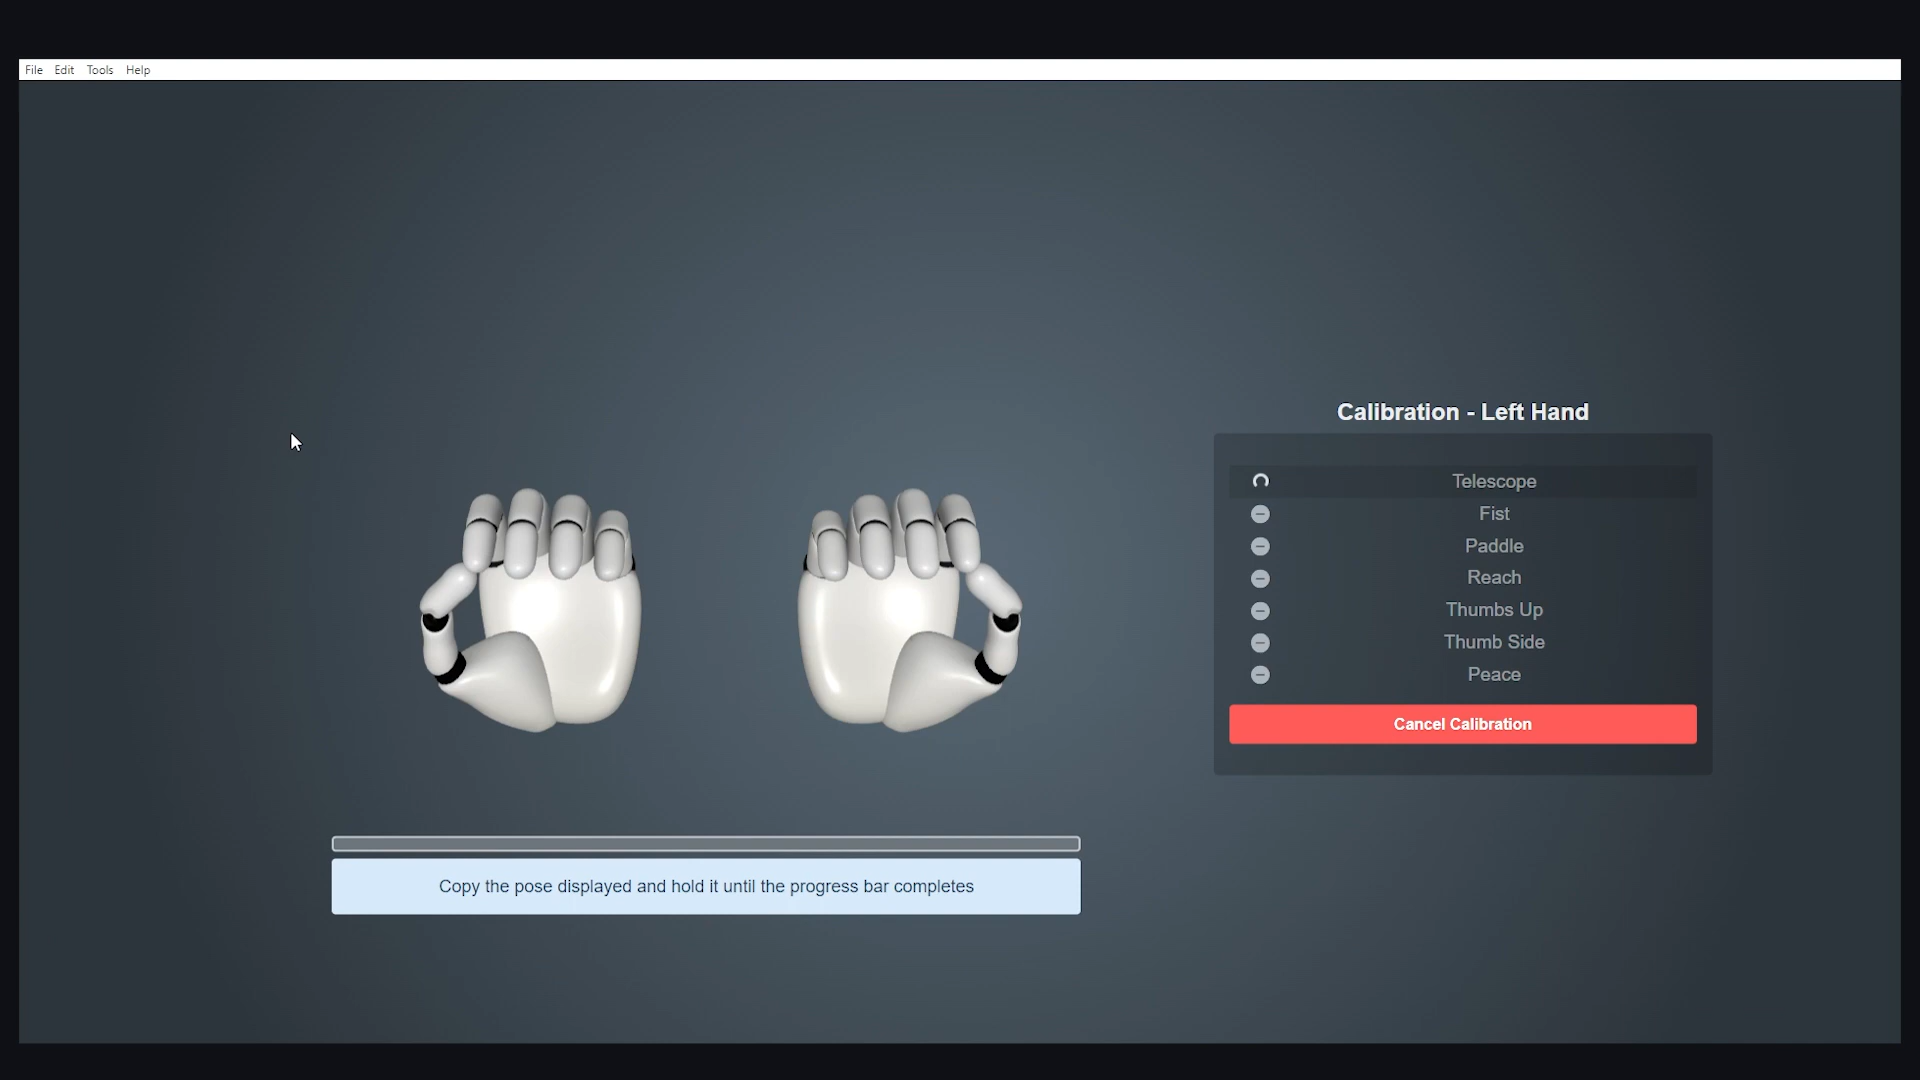 File Edit Tools Help
Calibration - Left Hand
Telescope
Fist
Paddle
Reach
Thumbs Up
Thumb Side
Peace
Cancel Calibration
Copy the pose displayed and hold it until the progress bar completes